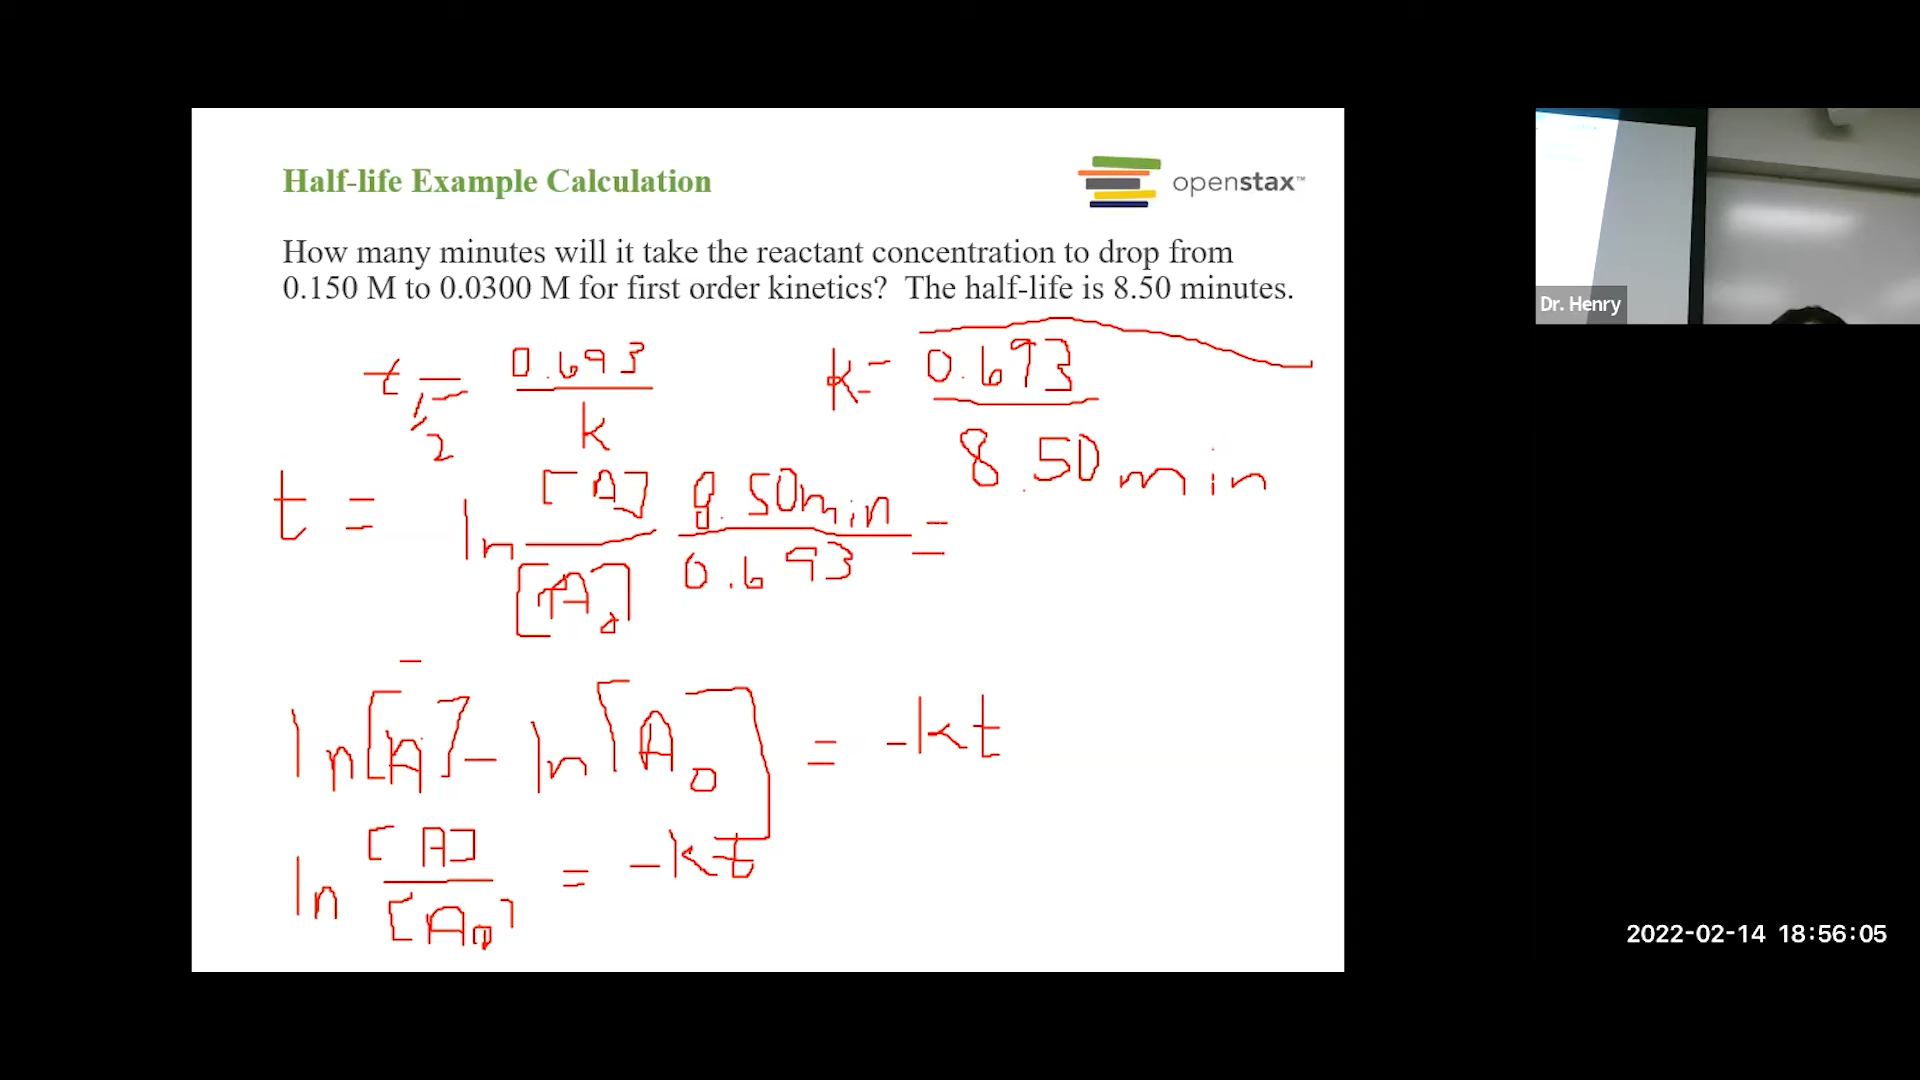 Half-life Example Calculation
openstax™
How many minutes will it take the reactant concentration to drop from
0.150 M to 0.0300 M for first order kinetics?  The half-life is 8.50 minutes.
t 1/2 = 0.693 / k
k = 0.693 / 8.50 min
t = ln [A] / [A0] 8.50 min / 0.693 =
ln[A] - ln[A0] = -kt
ln [A] / [A0] = -kt
Dr. Henry
2022-02-14 18:56:05